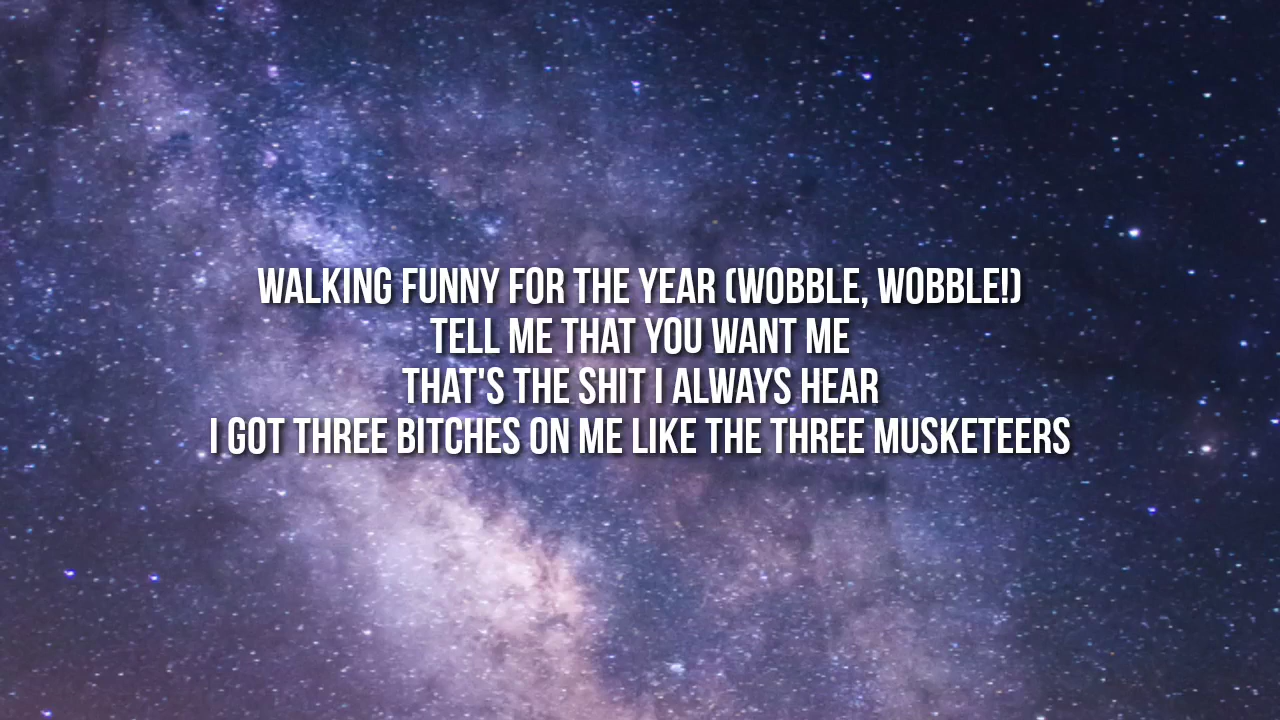 WALKING FUNNY FOR THE YEAR (WOBBLE, WOBBLE!)
TELL ME THAT YOU WANT ME
THAT'S THE SHIT I ALWAYS HEAR
I GOT THREE BITCHES ON ME LIKE THE THREE MUSKETEERS